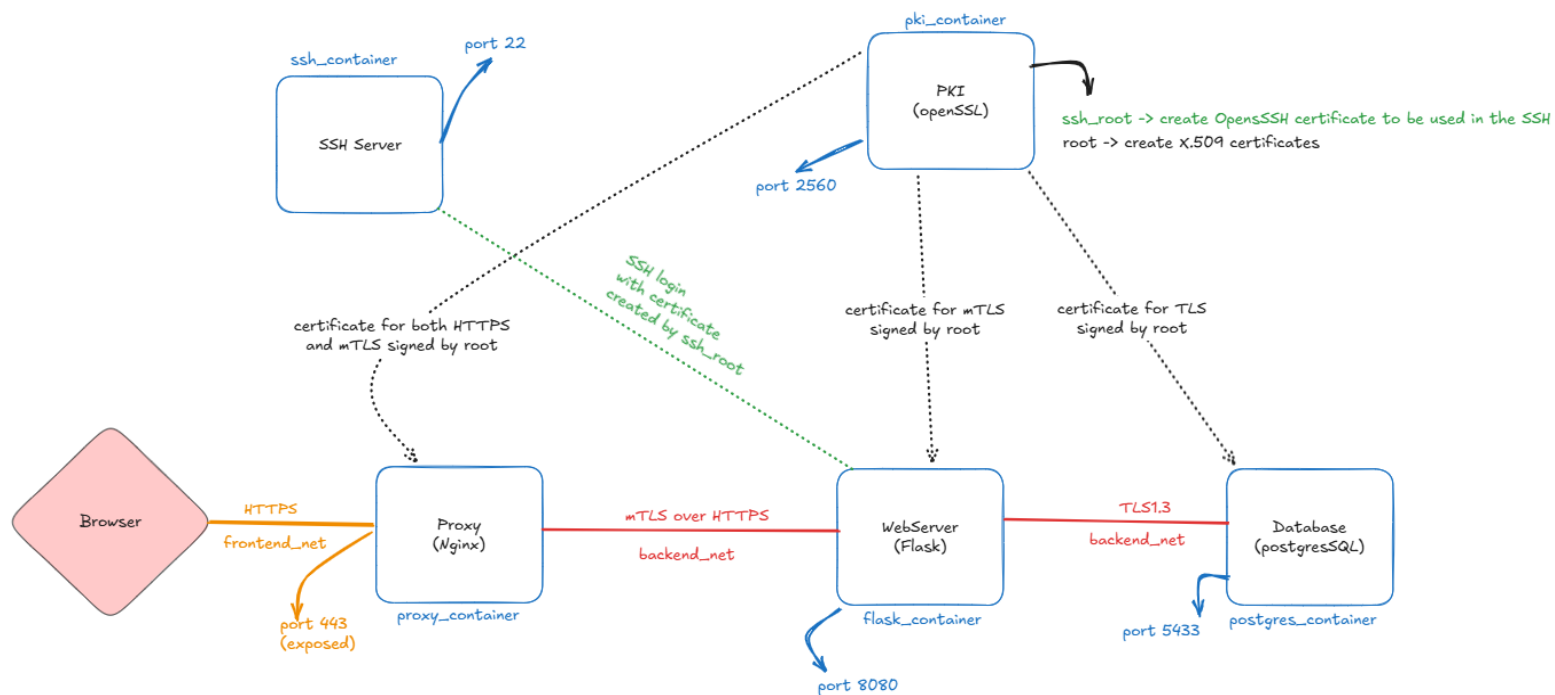 pki_container
port 22
ssh_container
PKI
(openSSL)
SSH Server
ssh_root -> create OpensSSH certificate to be used in the SSH
root -> create X.509 certificates
port 2560
SSH login
with certificate
created by ssh_root
certificate for both HTTPS
and mTLS signed by root
certificate for mTLS
signed by root
certificate for TLS
signed by root
Browser
HTTPS
frontend_net
Proxy
(Nginx)
mTLS over HTTPS
backend_net
WebServer
(Flask)
TLS1.3
backend_net
Database
(postgresSQL)
port 443
(exposed)
proxy_container
flask_container
port 5433
postgres_container
port 8080